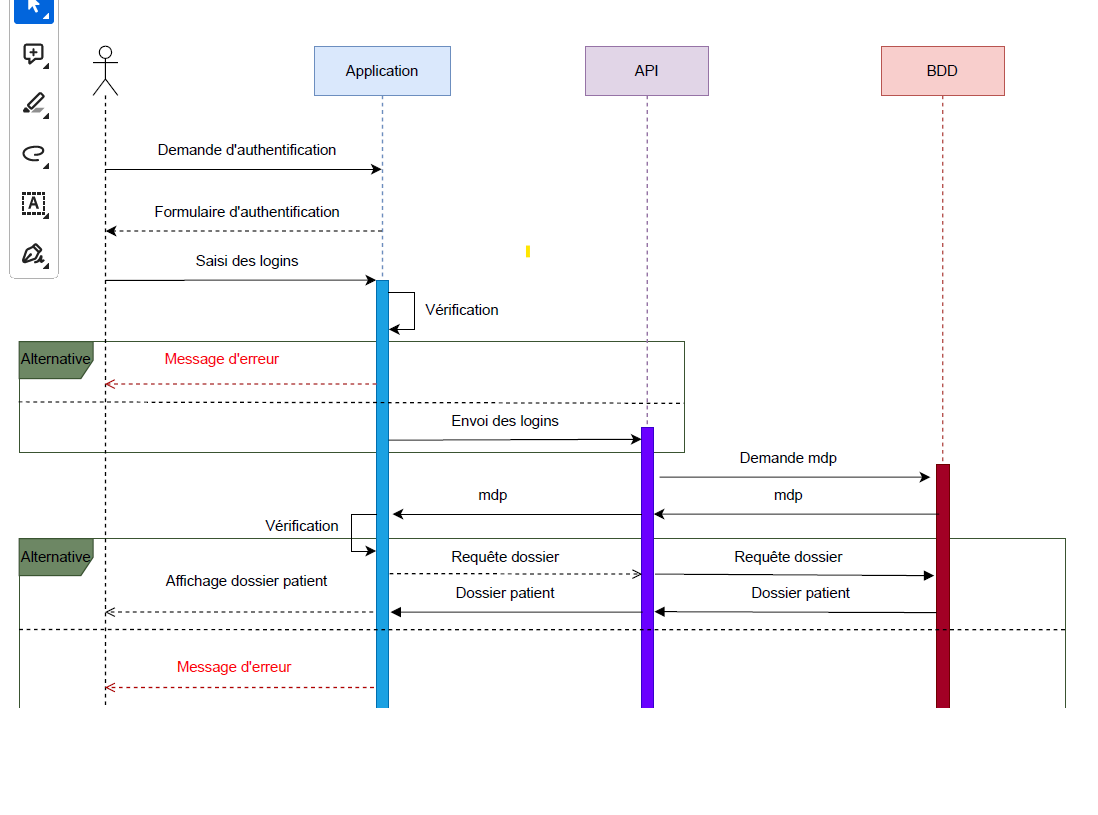 Application
API
BDD
Demande d'authentification
Formulaire d'authentification
Saisi des logins
Vérification
Alternative
Message d'erreur
Envoi des logins
Demande mdp
mdp
mdp
Vérification
Alternative
Requête dossier
Requête dossier
Affichage dossier patient
Dossier patient
Dossier patient
Message d'erreur